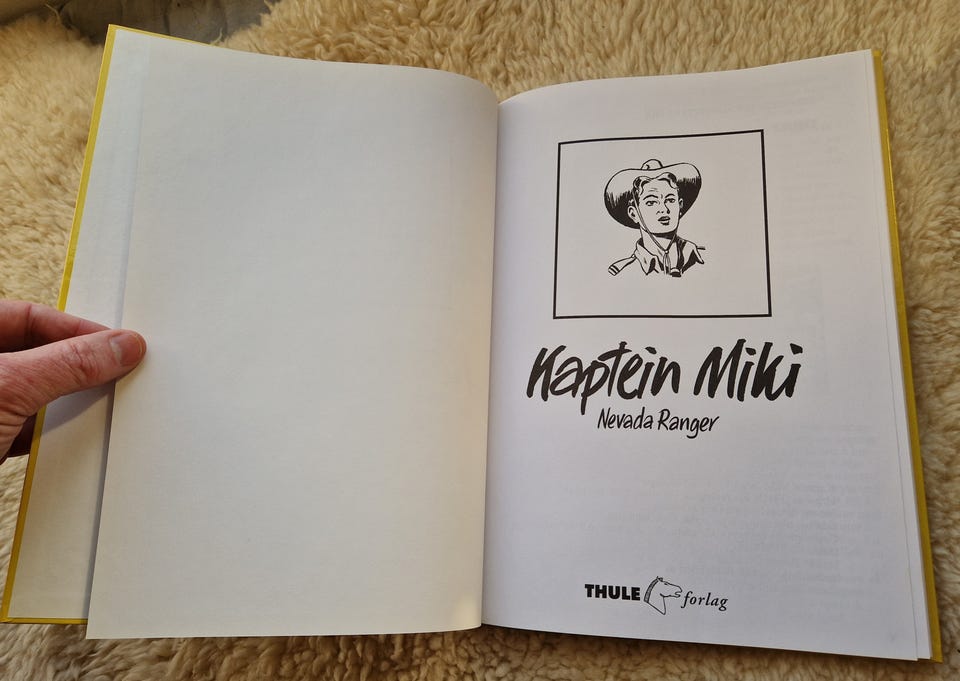 Kaptein Miki
Nevada Ranger
THULE forlag